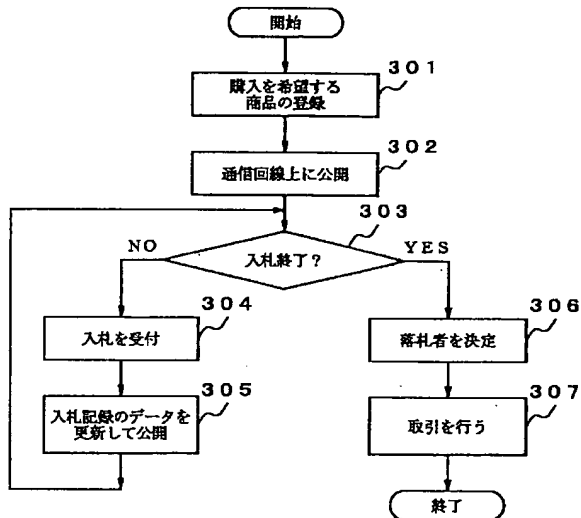 開始
301
購入を希望する
商品の登録
302
通信回線上に公開
303
入札終了？
NO
YES
304
入札を受付
305
入札記録のデータを
更新して公開
306
落札者を決定
307
取引を行う
終了